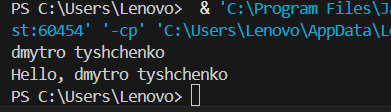 PS C:\Users\Lenovo>  & 'C:\Program Files\J
st:60454' '-cp' 'C:\Users\Lenovo\AppData\L
dmytro tyshchenko
Hello, dmytro tyshchenko
PS C:\Users\Lenovo>